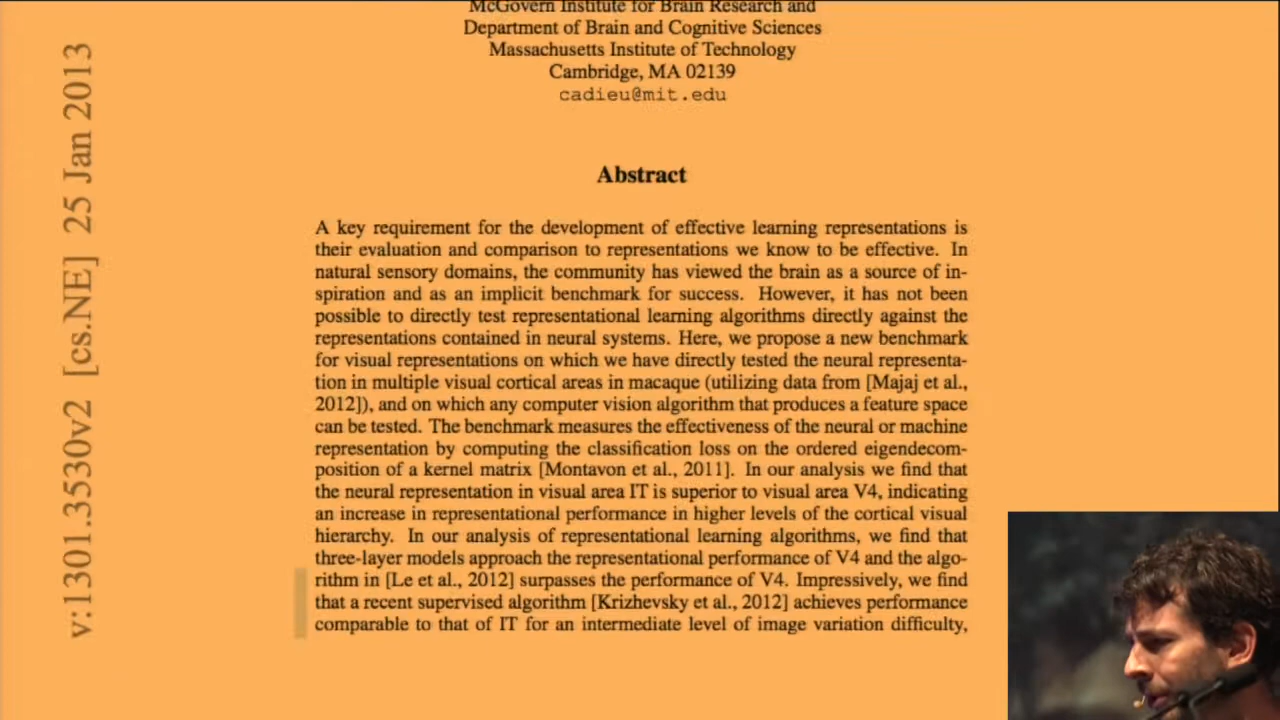 McGovern Institute for Brain Research and
Department of Brain and Cognitive Sciences
Massachusetts Institute of Technology
Cambridge, MA 02139
cadieu@mit.edu
v:1301.3530v2 [cs.NE] 25 Jan 2013
Abstract
A key requirement for the development of effective learning representations is
their evaluation and comparison to representations we know to be effective. In
natural sensory domains, the community has viewed the brain as a source of in-
spiration and as an implicit benchmark for success. However, it has not been
possible to directly test representational learning algorithms directly against the
representations contained in neural systems. Here, we propose a new benchmark
for visual representations on which we have directly tested the neural representa-
tion in multiple visual cortical areas in macaque (utilizing data from [Majaj et al.,
2012]), and on which any computer vision algorithm that produces a feature space
can be tested. The benchmark measures the effectiveness of the neural or machine
representation by computing the classification loss on the ordered eigendecom-
position of a kernel matrix [Montavon et al., 2011]. In our analysis we find that
the neural representation in visual area IT is superior to visual area V4, indicating
an increase in representational performance in higher levels of the cortical visual
hierarchy. In our analysis of representational learning algorithms, we find that
three-layer models approach the representational performance of V4 and the algo-
rithm in [Le et al., 2012] surpasses the performance of V4. Impressively, we find
that a recent supervised algorithm [Krizhevsky et al., 2012] achieves performance
comparable to that of IT for an intermediate level of image variation difficulty,